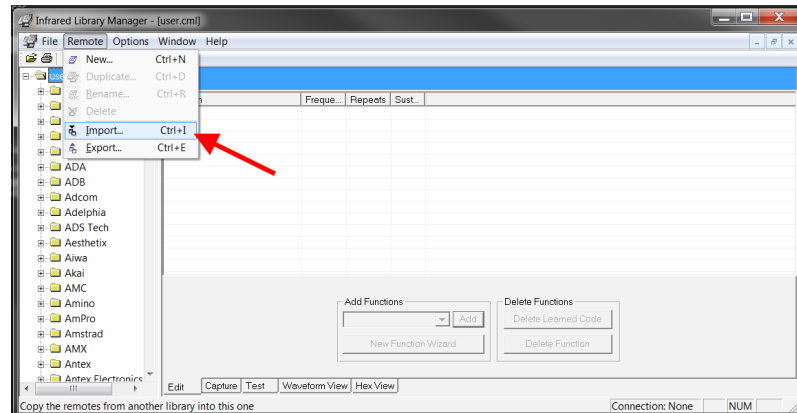 Infrared Library Manager - [user.cml]
File Remote Options Window Help
New... Ctrl+N
Duplicate... Ctrl+D
Rename... Ctrl+R
Delete
Import... Ctrl+I
Export... Ctrl+E
Freque... Repeats Sust...
ADA
ADB
Adcom
Adelphia
ADS Tech
Aesthetix
Aiwa
Akai
AMC
Amino
AmPro
Amstrad
AMX
Antex
Antex Electronics
Add Functions
Add
New Function Wizard
Delete Functions
Delete Learned Code
Delete Function
Edit Capture Test Waveform View Hex View
Copy the remotes from another library into this one Connection: None NUM